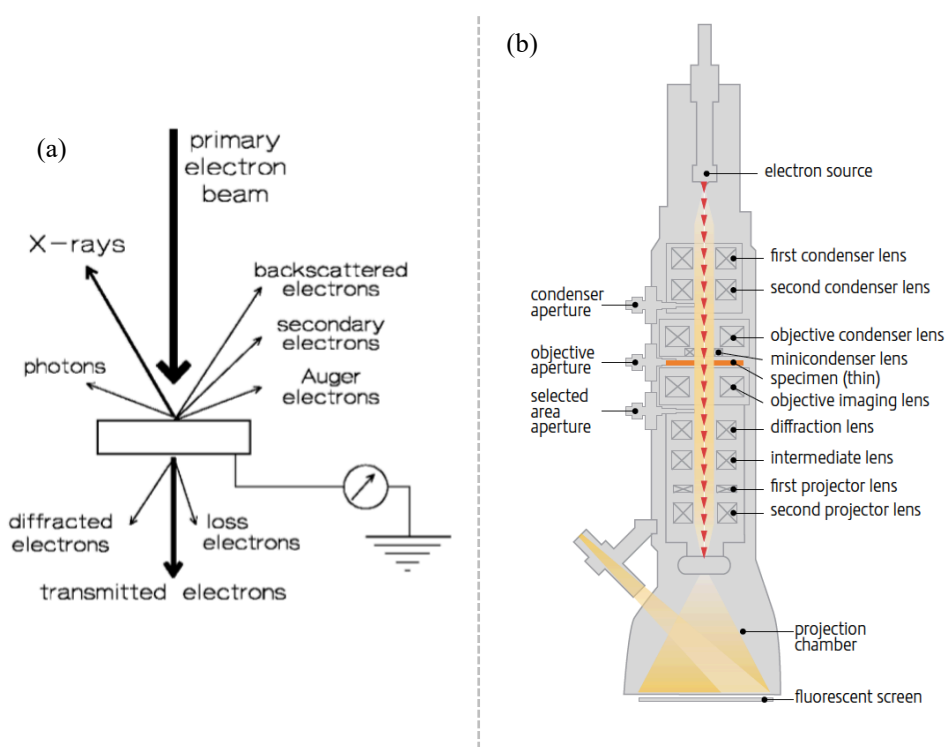 (a)
primary
electron
beam
X-rays
backscattered
electrons
secondary
electrons
photons
Auger
electrons
diffracted
electrons
loss
electrons
transmitted electrons
(b)
electron source
first condenser lens
second condenser lens
condenser
aperture
objective condenser lens
minicondenser lens
objective
aperture
specimen (thin)
objective imaging lens
selected
area
aperture
diffraction lens
intermediate lens
first projector lens
second projector lens
projection
chamber
fluorescent screen